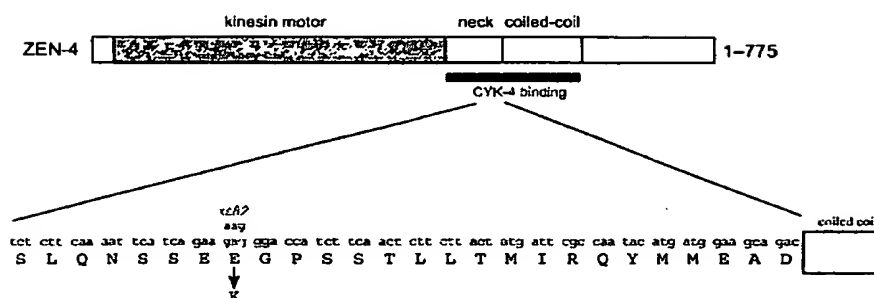 kinesin motor neck coiled-coil
ZEN-4 1-775
CYK-4 binding
aag coiled coil
tct ctt caa aat tca tca gaa gga cca tct tca act ctt ctt act atg att cgc caa tac atg atg gaa gca gac
S L Q N S S E E G P S S T L L T M I R Q Y M M E A D
K